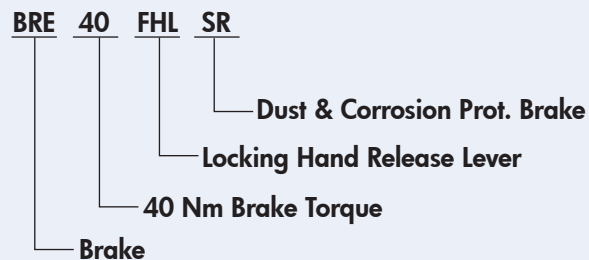 BRE 40 FHL SR
Dust & Corrosion Prot. Brake
Locking Hand Release Lever
40 Nm Brake Torque
Brake